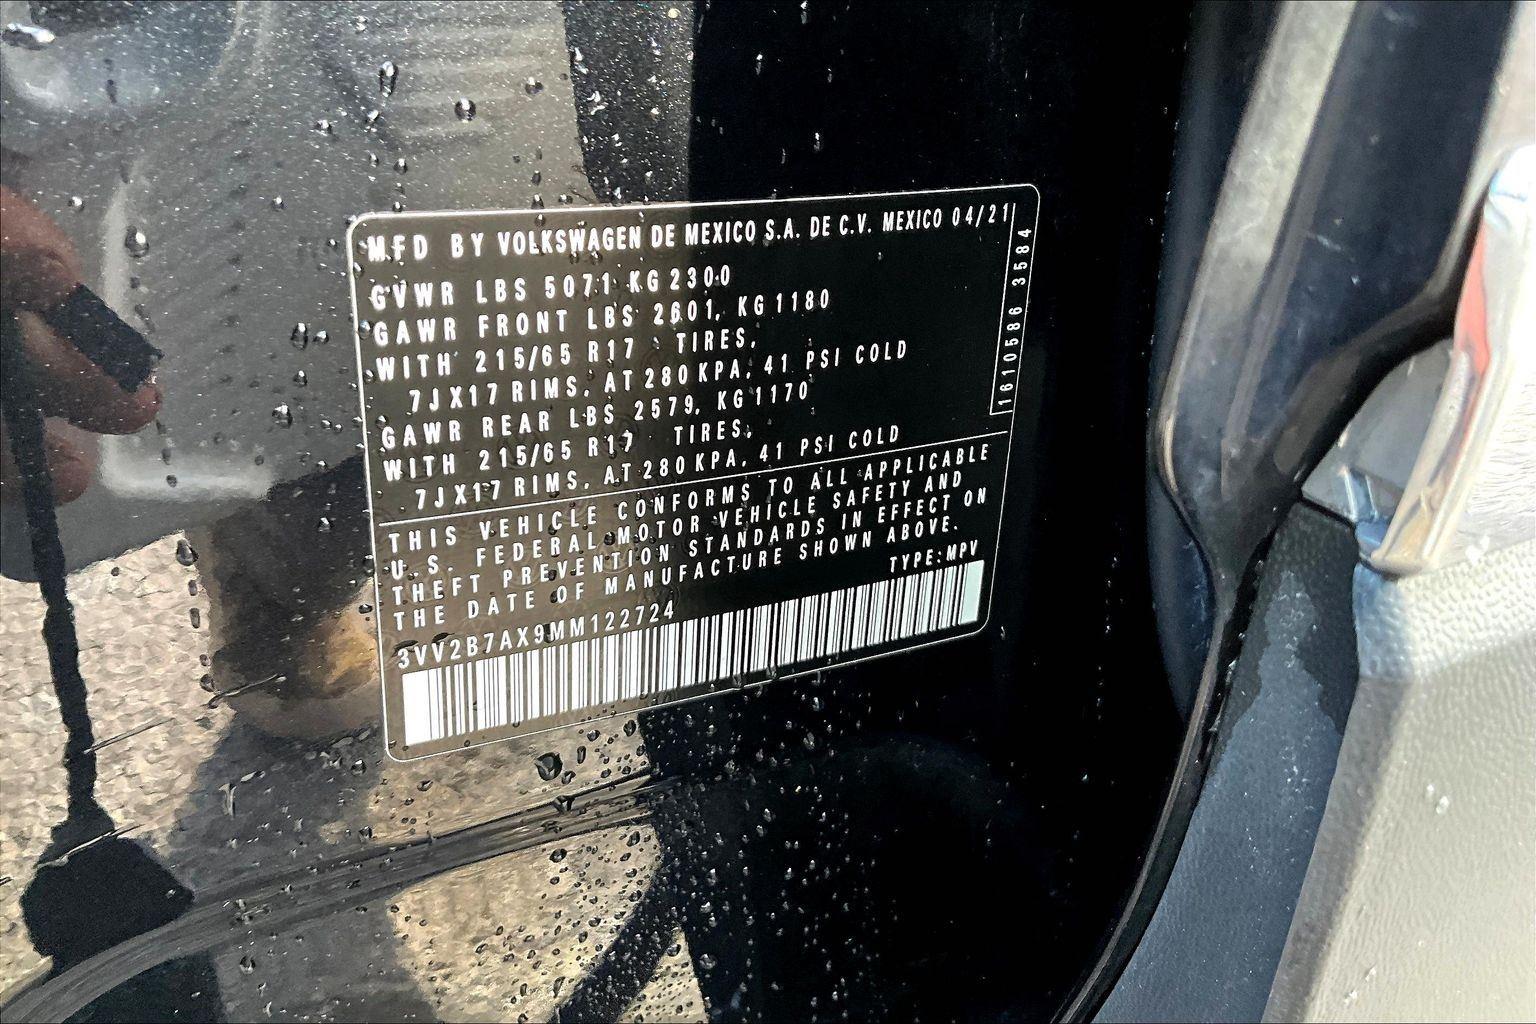 MFD BY VOLKSWAGEN DE MEXICO S.A. DE C.V. MEXICO 04/21
GVWR LBS 5071 KG 2300
GAWR FRONT LBS 2601, KG 1180
WITH 215/65 R17 TIRES,
7JX17 RIMS, AT 280 KPA, 41 PSI COLD
GAWR REAR LBS 2579, KG 1170
WITH 215/65 R17 TIRES,
7JX17 RIMS, AT 280 KPA, 41 PSI COLD
1610586 3584
THIS VEHICLE CONFORMS TO ALL APPLICABLE
U.S. FEDERAL MOTOR VEHICLE SAFETY AND
THEFT PREVENTION STANDARDS IN EFFECT ON
THE DATE OF MANUFACTURE SHOWN ABOVE.
3VV2B7AX9MM122724 TYPE:MPV